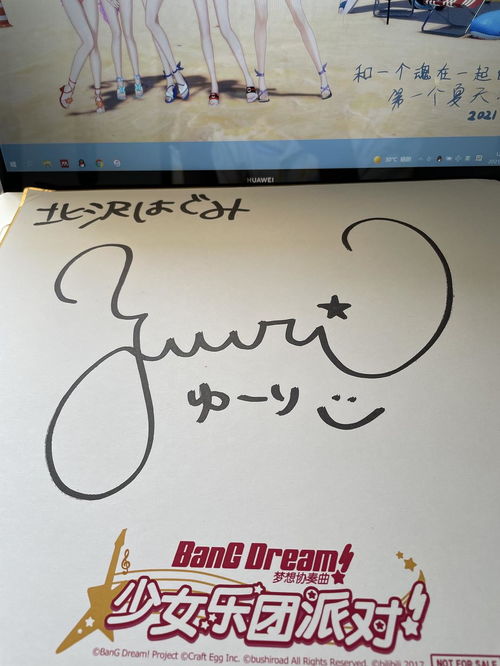 和一个魂在一起
第一个夏天
2021
30°C
HUAWEI
北沢はぐみ
Yuuri
ゆーり
BanG Dream!
梦想协奏曲
少女乐团派对!
©BanG Dream! Project ©Craft Egg Inc. ©bushiroad All Rights Reserved. ©bilibili 2017
NOT FOR SALE